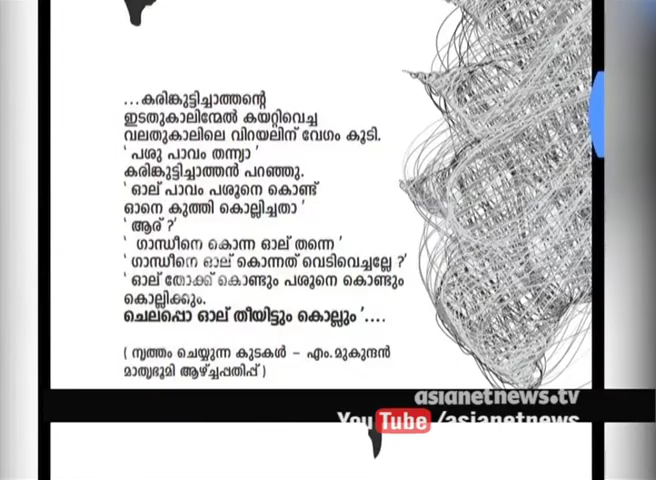 ...കരിങ്കുട്ടിച്ചാത്തന്റെ
ഇടതുകാലിന്മേൽ കയറ്റിവെച്ച
വലതുകാലിലെ വിറയലിന് വേഗം കൂടി.
' പശു പാവം തന്ന്യാ '
കരിങ്കുട്ടിച്ചാത്തൻ പറഞ്ഞു.
' ഓല് പാവം പശൂനെ കൊണ്ട്
ഓനെ കുത്തി കൊല്ലിച്ചതാ '
' ആര് ?'
' ഗാന്ധീനെ കൊന്ന ഓല് തന്നെ '
' ഗാന്ധീനെ ഓല് കൊന്നത് വെടിവെച്ചല്ലേ ?'
' ഓല് തോക്ക് കൊണ്ടും പശൂനെ കൊണ്ടും
കൊല്ലിക്കും.
ചെലപ്പൊ ഓല് തീയിട്ടും കൊല്ലും '....
( നൃത്തം ചെയ്യുന്ന കുടകൾ - എം.മുകുന്ദൻ
മാതൃഭൂമി ആഴ്ച്ചപ്പതിപ്പ് )
asianetnews.tv
YouTube /asianetnews